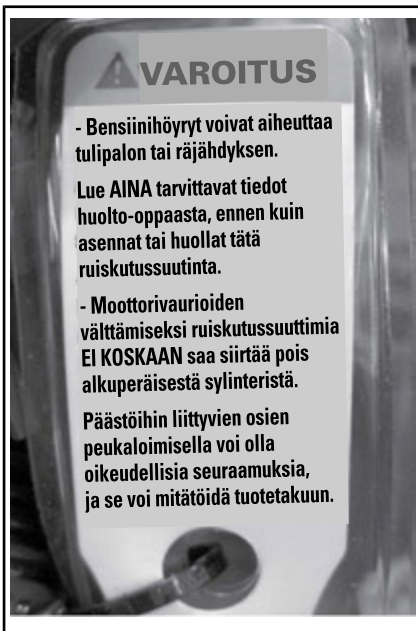 VAROITUS
- Bensiinihöyryt voivat aiheuttaa
tulipalon tai räjähdyksen.
Lue AINA tarvittavat tiedot
huolto-oppaasta, ennen kuin
asennat tai huollat tätä
ruiskutussuutinta.
- Moottorivaurioiden
välttämiseksi ruiskutussuuttimia
EI KOSKAAN saa siirtää pois
alkuperäisestä sylinteristä.
Päästöihin liittyvien osien
peukaloimisella voi olla
oikeudellisia seuraamuksia,
ja se voi mitätöidä tuotetakuun.